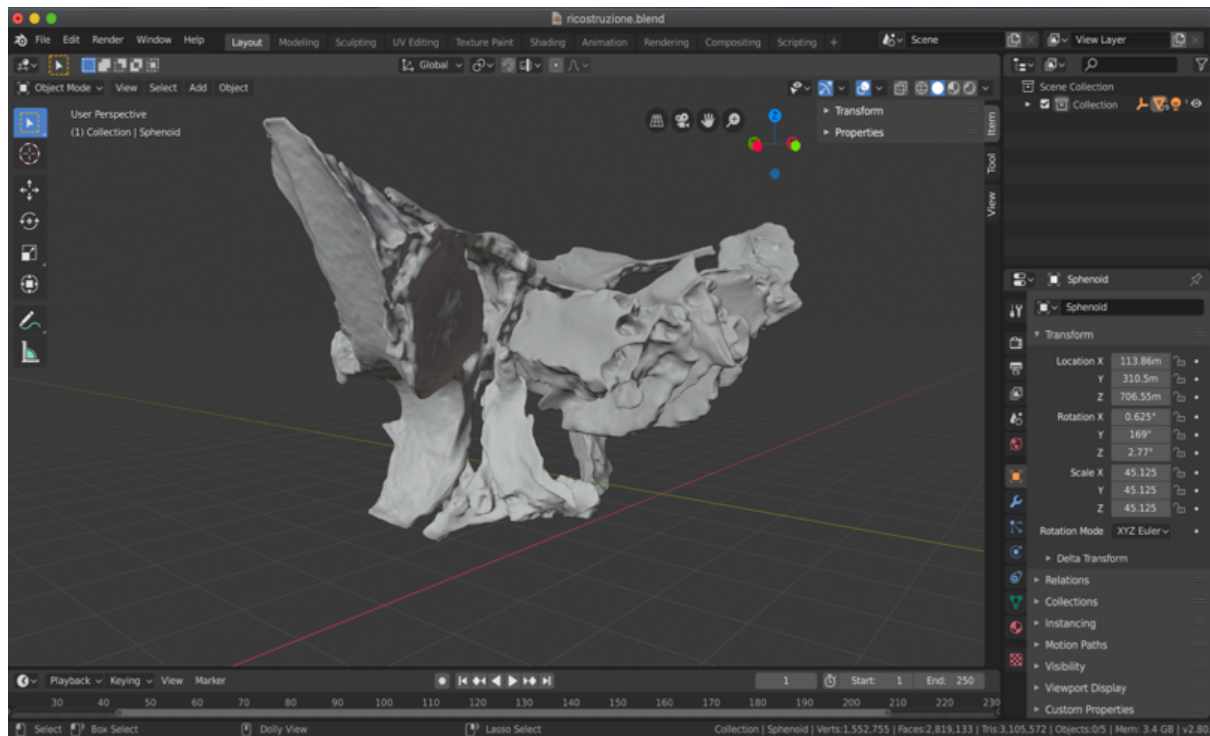 ricostruzione.blend
File Edit Render Window Help Layout Modeling Sculpting UV Editing Texture Paint Shading Animation Rendering Compositing Scripting + Scene View Layer
Global
Object Mode View Select Add Object
Scene Collection
Collection
User Perspective
(1) Collection | Sphenoid
Z
Transform
Properties
Item
Tool
View
Sphenoid
Sphenoid
Transform
Location X 113.86m
Y 310.5m
Z 706.55m
Rotation X 0.625°
Y 169°
Z 2.77°
Scale X 45.125
Y 45.125
Z 45.125
Rotation Mode XYZ Euler
Delta Transform
Relations
Collections
Instancing
Motion Paths
Visibility
Viewport Display
Custom Properties
Playback Keying View Marker 1 Start: 1 End: 250
30 40 50 60 70 80 90 100 110 120 130 140 150 160 170 180 190 200 210 220 230
Select Box Select Dolly View Lasso Select Collection | Sphenoid | Verts:1,552,755 | Faces:2,819,133 | Tris:3,105,572 | Objects:0/5 | Mem: 3.4 GB | v2.80